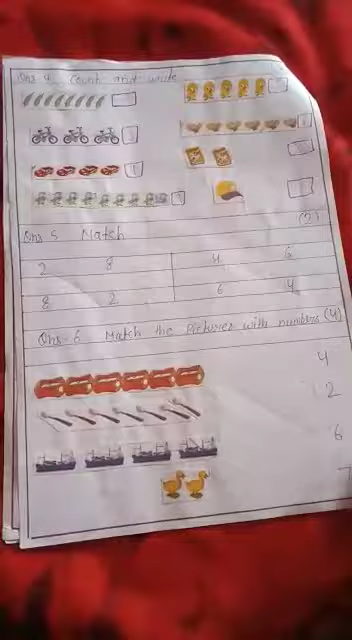 Qns 4 Count and write
Qns 5 Match (2)
2 8 4 6
8 2 6 4
Qns-6 Match the Pictures with numbers (4)
4
2
6
7